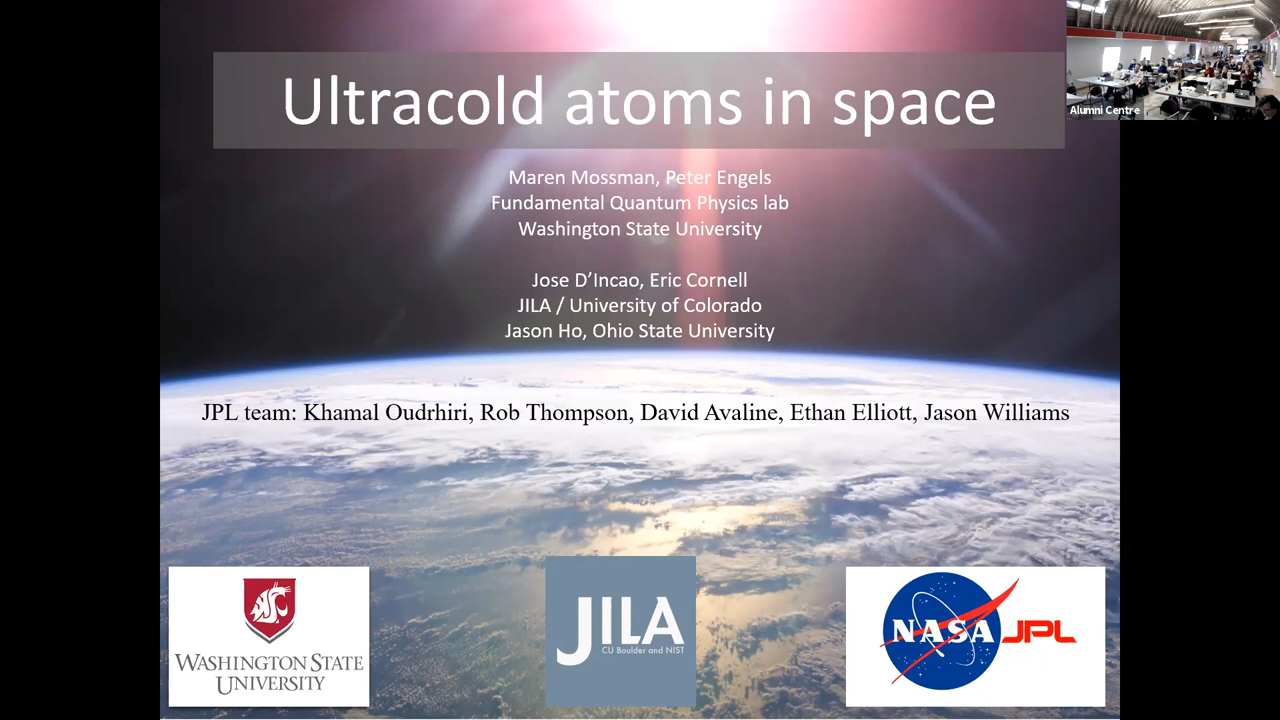 Ultracold atoms in space
Alumni Centre
Maren Mossman, Peter Engels
Fundamental Quantum Physics lab
Washington State University
Jose D’Incao, Eric Cornell
JILA / University of Colorado
Jason Ho, Ohio State University
JPL team: Khamal Oudrhiri, Rob Thompson, David Avaline, Ethan Elliott, Jason Williams
WASHINGTON STATE
UNIVERSITY
JILA
CU Boulder and NIST
NASA JPL